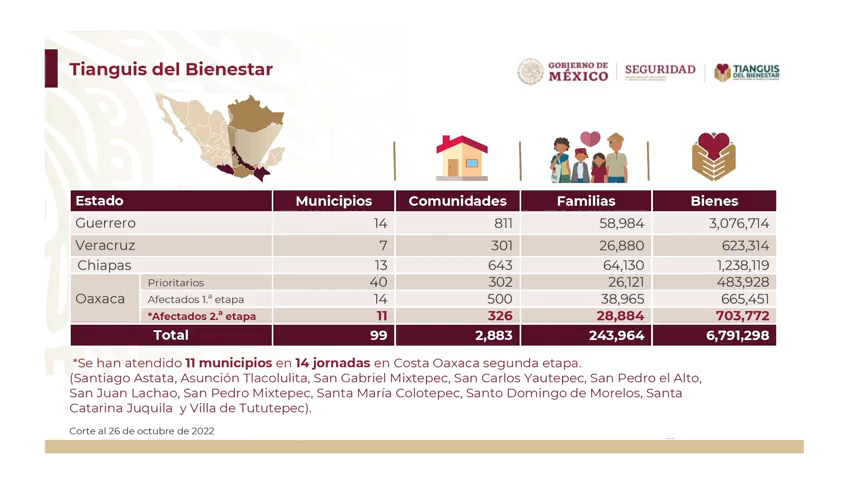 Tianguis del Bienestar
GOBIERNO DE
MÉXICO
SEGURIDAD
TIANGUIS
DEL BIENESTAR
Estado Municipios Comunidades Familias Bienes
Guerrero 14 811 58,984 3,076,714
Veracruz 7 301 26,880 623,314
Chiapas 13 643 64,130 1,238,119
Oaxaca
Prioritarios 40 302 26,121 483,928
Afectados 1.ª etapa 14 500 38,965 665,451
*Afectados 2.ª etapa 11 326 28,884 703,772
Total 99 2,883 243,964 6,791,298
*Se han atendido 11 municipios en 14 jornadas en Costa Oaxaca segunda etapa.
(Santiago Astata, Asunción Tlacolulita, San Gabriel Mixtepec, San Carlos Yautepec, San Pedro el Alto,
San Juan Lachao, San Pedro Mixtepec, Santa María Colotepec, Santo Domingo de Morelos, Santa
Catarina Juquila y Villa de Tututepec).
Corte al 26 de octubre de 2022